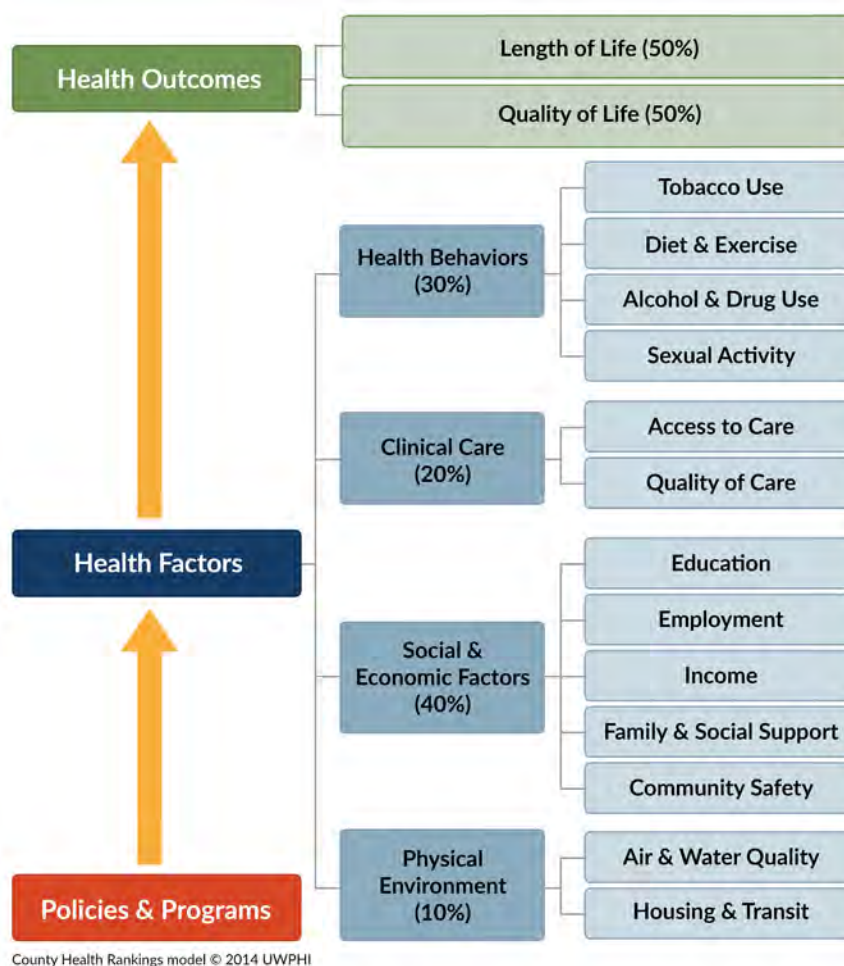 Health Outcomes
Length of Life (50%)
Quality of Life (50%)
Health Factors
Health Behaviors
(30%)
Tobacco Use
Diet & Exercise
Alcohol & Drug Use
Sexual Activity
Clinical Care
(20%)
Access to Care
Quality of Care
Social &
Economic Factors
(40%)
Education
Employment
Income
Family & Social Support
Community Safety
Physical
Environment
(10%)
Air & Water Quality
Housing & Transit
Policies & Programs
County Health Rankings model © 2014 UWPHI